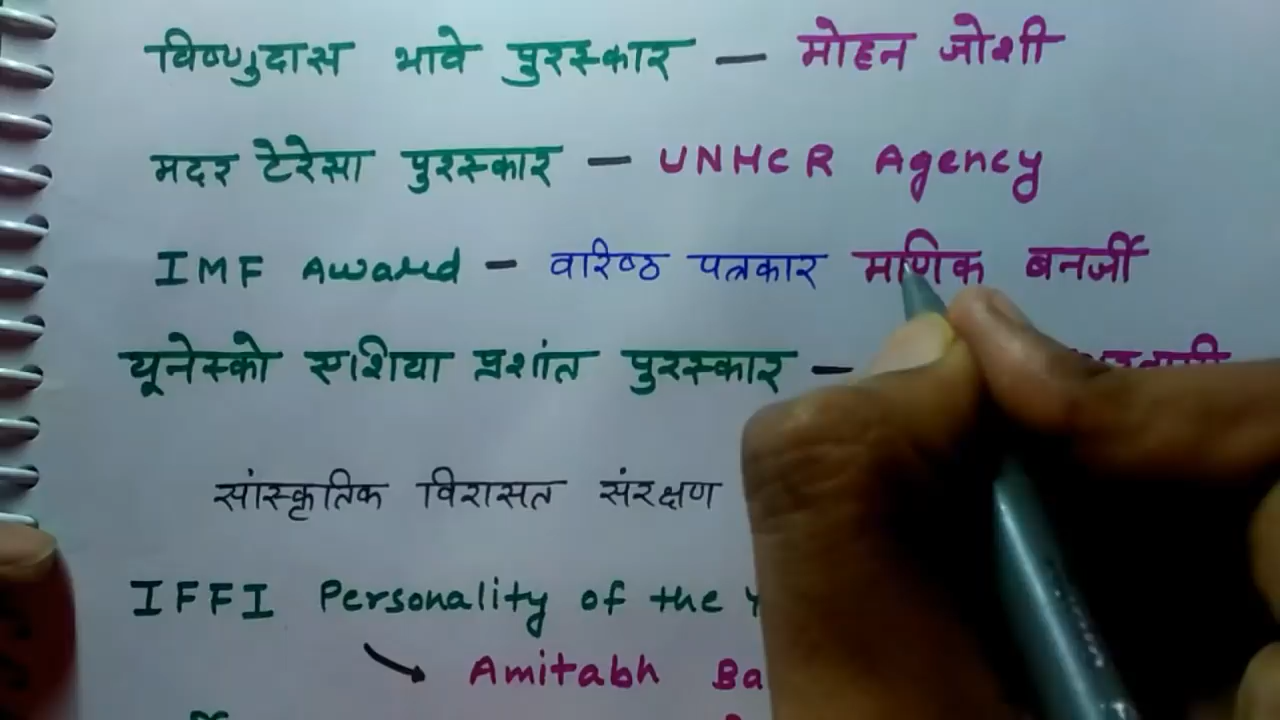 विष्णुदास भावे पुरस्कार — मोहन जोशी
मदर टेरेसा पुरस्कार — UNHCR Agency
IMF Award - वरिष्ठ पत्रकार मणिक बनर्जी
यूनेस्को एशिया प्रशांत पुरस्कार —
सांस्कृतिक विरासत संरक्षण
IFFI Personality of the
Amitabh